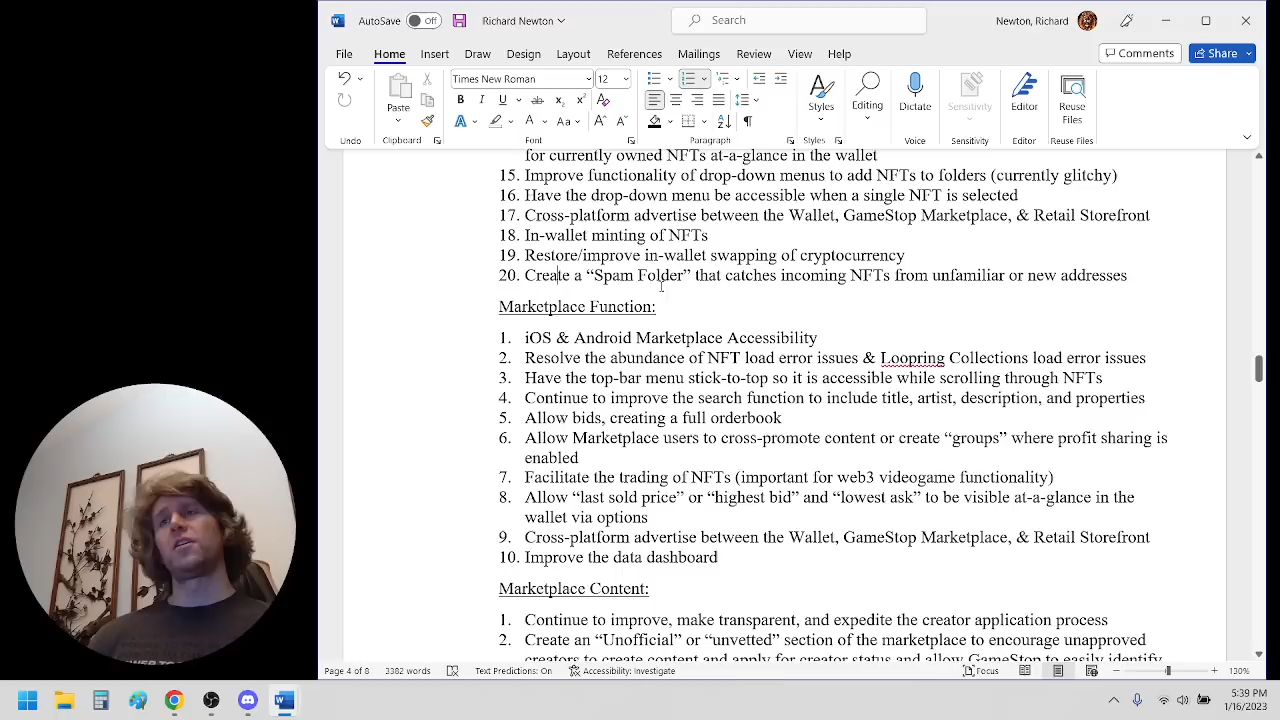 AutoSave Off Richard Newton Search Newton, Richard
File Home Insert Draw Design Layout References Mailings Review View Help Comments Share
Times New Roman 12
Paste Styles Editing Dictate Sensitivity Editor Reuse Files
Undo Clipboard Font Paragraph Styles Voice Sensitivity Editor Reuse Files
for currently owned NFTs at-a-glance in the wallet
15. Improve functionality of drop-down menus to add NFTs to folders (currently glitchy)
16. Have the drop-down menu be accessible when a single NFT is selected
17. Cross-platform advertise between the Wallet, GameStop Marketplace, & Retail Storefront
18. In-wallet minting of NFTs
19. Restore/improve in-wallet swapping of cryptocurrency
20. Create a “Spam Folder” that catches incoming NFTs from unfamiliar or new addresses
Marketplace Function:
1. iOS & Android Marketplace Accessibility
2. Resolve the abundance of NFT load error issues & Loopring Collections load error issues
3. Have the top-bar menu stick-to-top so it is accessible while scrolling through NFTs
4. Continue to improve the search function to include title, artist, description, and properties
5. Allow bids, creating a full orderbook
6. Allow Marketplace users to cross-promote content or create “groups” where profit sharing is
enabled
7. Facilitate the trading of NFTs (important for web3 videogame functionality)
8. Allow “last sold price” or “highest bid” and “lowest ask” to be visible at-a-glance in the
wallet via options
9. Cross-platform advertise between the Wallet, GameStop Marketplace, & Retail Storefront
10. Improve the data dashboard
Marketplace Content:
1. Continue to improve, make transparent, and expedite the creator application process
2. Create an “Unofficial” or “unvetted” section of the marketplace to encourage unapproved
Page 4 of 8 3382 words Text Predictions: On Accessibility: Investigate Focus 130%
5:39 PM
1/16/2023